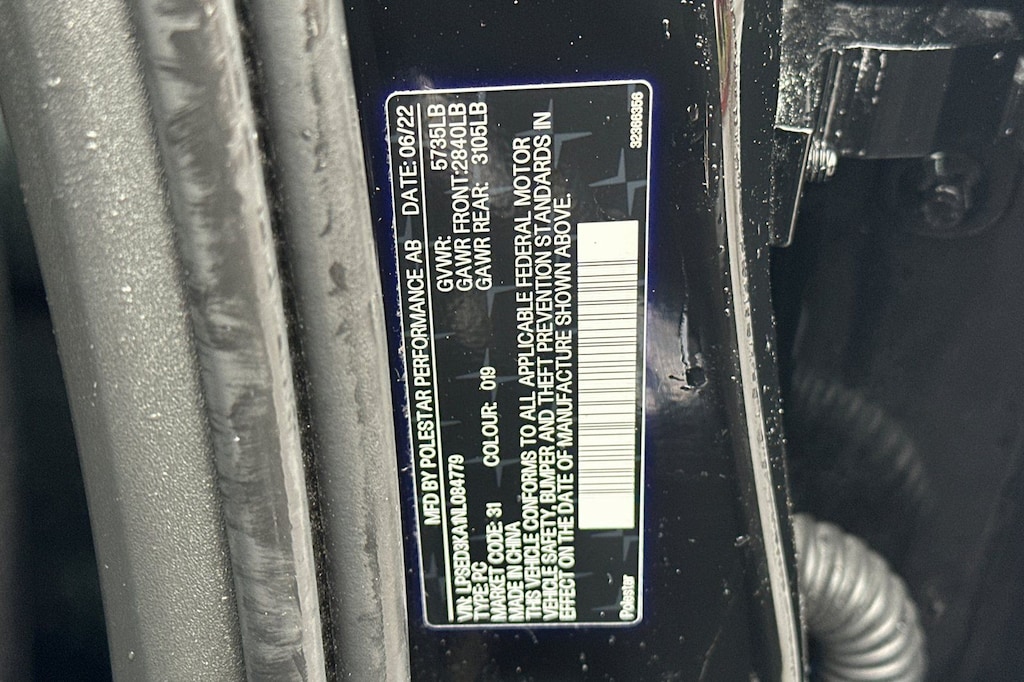 MFD BY POLESTAR PERFORMANCE AB DATE: 06/22
VIN: LPSED3KA1NL084779 GVWR: 5735LB
TYPE: PC GAWR FRONT:2840LB
MARKET CODE: 31 COLOUR: 019 GAWR REAR: 3105LB
MADE IN CHINA
THIS VEHICLE CONFORMS TO ALL APPLICABLE FEDERAL MOTOR
VEHICLE SAFETY, BUMPER AND THEFT PREVENTION STANDARDS IN
EFFECT ON THE DATE OF MANUFACTURE SHOWN ABOVE.
Polestar 32366356